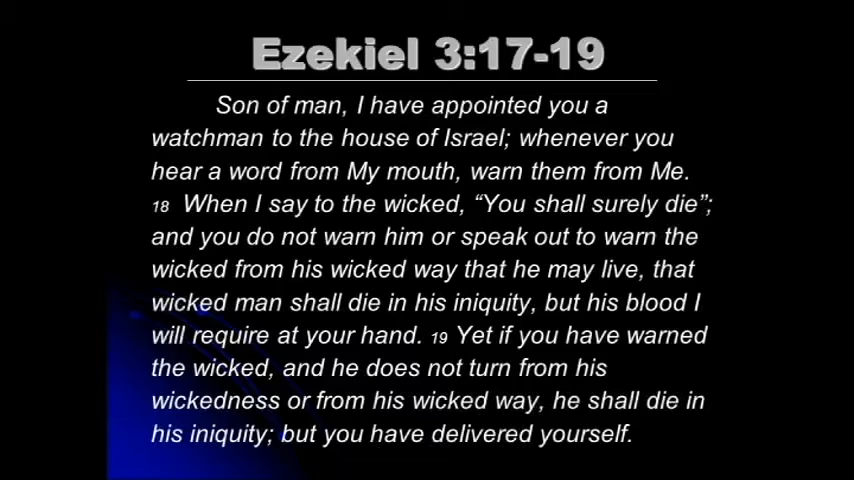 Ezekiel 3:17-19
Son of man, I have appointed you a
watchman to the house of Israel; whenever you
hear a word from My mouth, warn them from Me.
18 When I say to the wicked, “You shall surely die”;
and you do not warn him or speak out to warn the
wicked from his wicked way that he may live, that
wicked man shall die in his iniquity, but his blood I
will require at your hand. 19 Yet if you have warned
the wicked, and he does not turn from his
wickedness or from his wicked way, he shall die in
his iniquity; but you have delivered yourself.